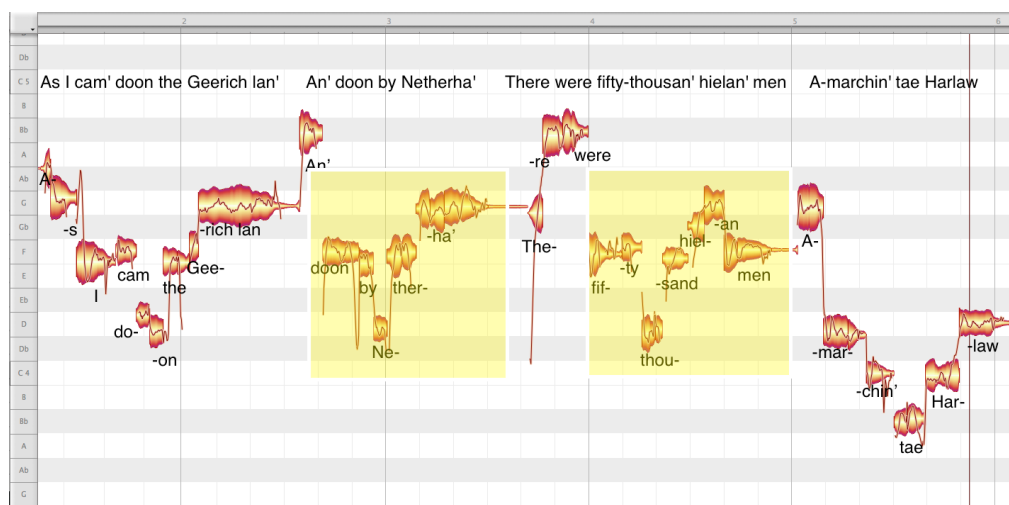 2 3 4 5 6
Db
C 5 As I cam' doon the Geerich lan' An' doon by Netherha' There were fifty-thousan' hielan' men A-marchin' tae Harlaw
B
Bb -re were
A An'
Ab A-
G -s -rich lan -ha' -an A-
Gb The- hiel-
F cam Gee- doon -ty men
E I the by ther- fif- -sand
Eb
D do- -mar- -law
Db -on Ne- thou-
C 4 -chin'
B Har-
Bb
A tae
Ab
G